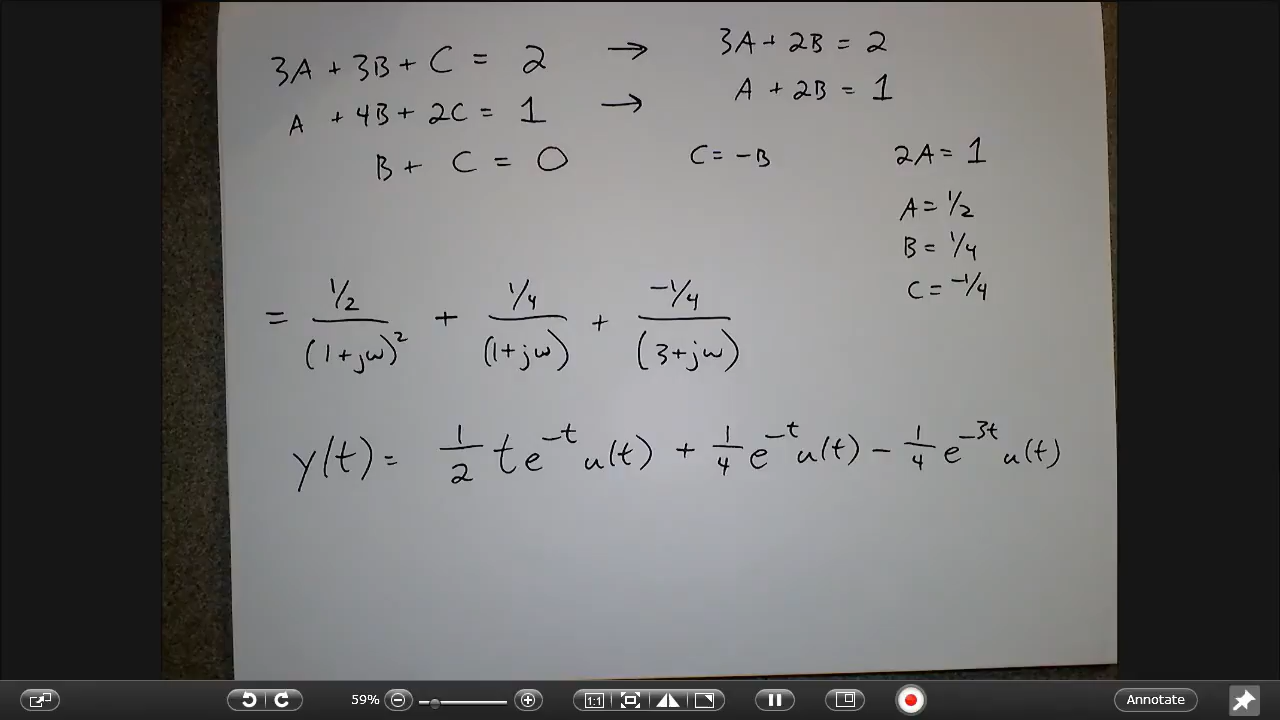 3A + 3B + C = 2 → 3A + 2B = 2
A + 4B + 2C = 1 → A + 2B = 1
B + C = 0 C = -B 2A = 1
A = 1/2
B = 1/4
C = -1/4
= 1/2 / (1+jω)² + 1/4 / (1+jω) + -1/4 / (3+jω)
y(t) = 1/2 te^-t u(t) + 1/4 e^-t u(t) - 1/4 e^-3t u(t)
59% 1:1 Annotate